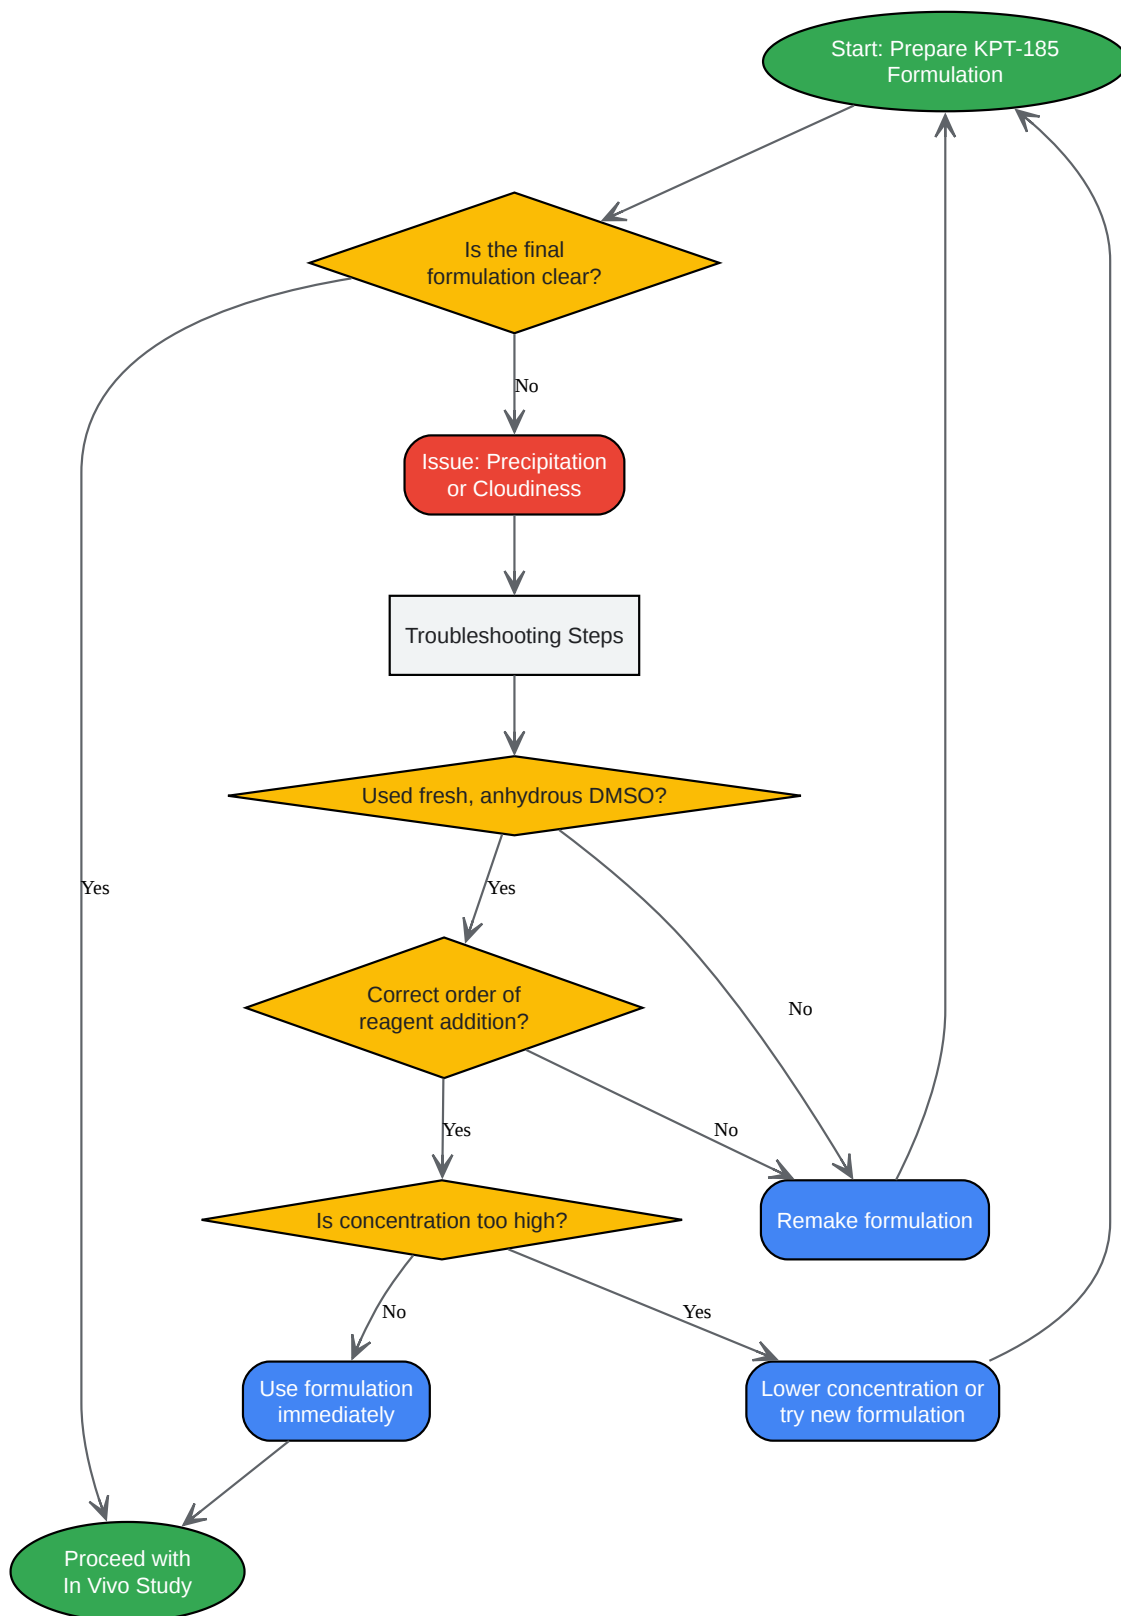 Start: Prepare KPT-185
Formulation
Is the final
formulation clear?
No
Issue: Precipitation
or Cloudiness
Troubleshooting Steps
Used fresh, anhydrous DMSO?
Yes
Yes
Correct order of
reagent addition?
No
Yes
No
Is concentration too high?
Remake formulation
No
Yes
Use formulation
immediately
Lower concentration or
try new formulation
Proceed with
In Vivo Study